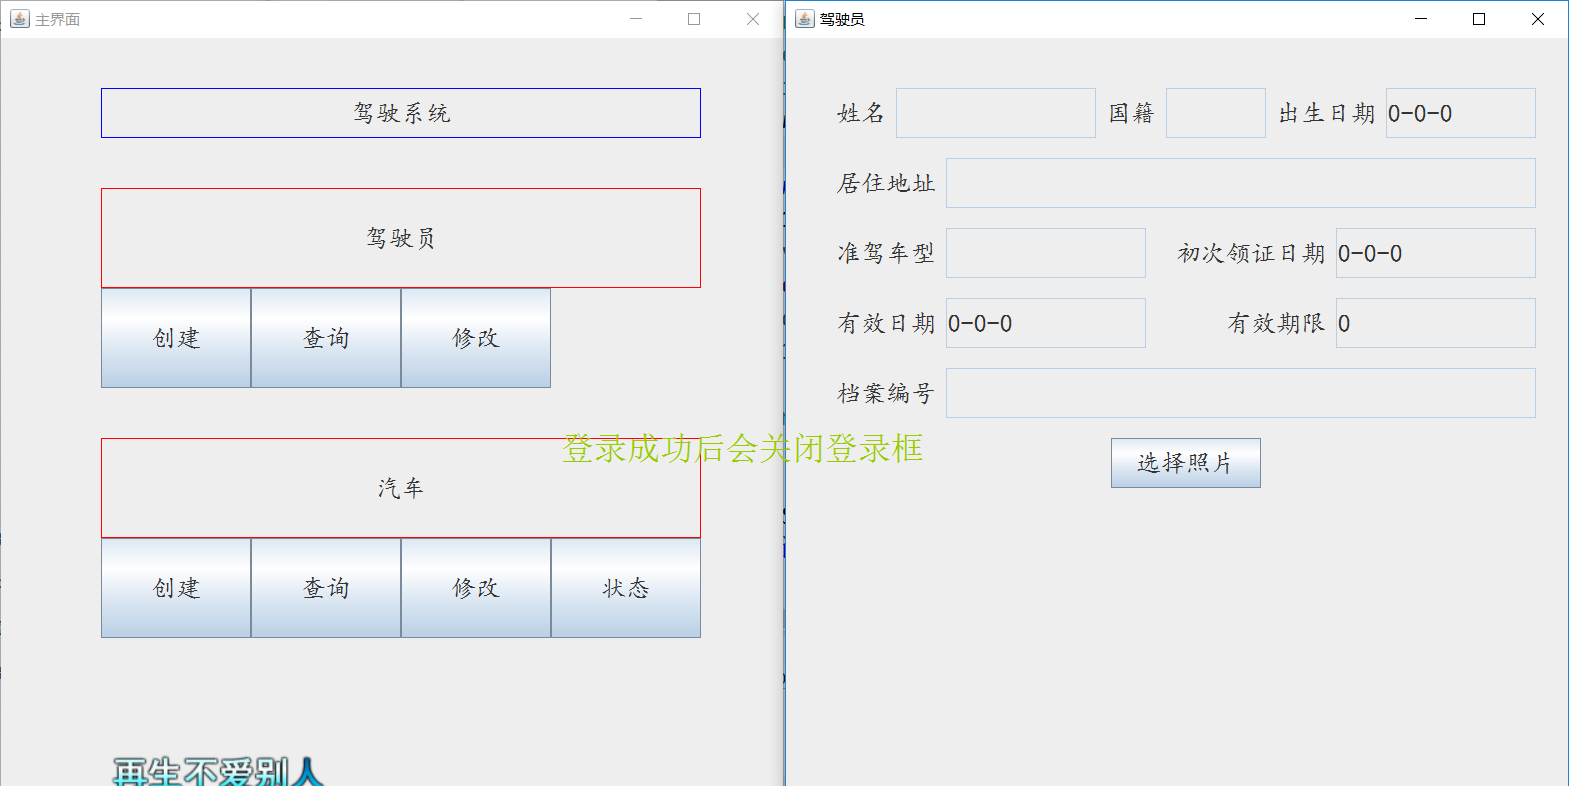 主界面
驾驶系统
驾驶员
创建 查询 修改
汽车
创建 查询 修改 状态
再生不爱别人
登录成功后会关闭登录框
驾驶员
姓名 国籍 出生日期 0-0-0
居住地址
准驾车型 初次领证日期 0-0-0
有效日期 0-0-0 有效期限 0
档案编号
选择照片